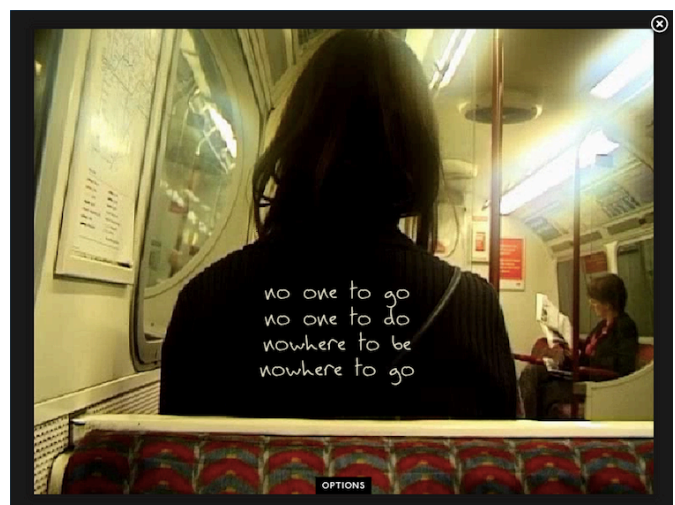 no one to go
no one to do
nowhere to be
nowhere to go
OPTIONS